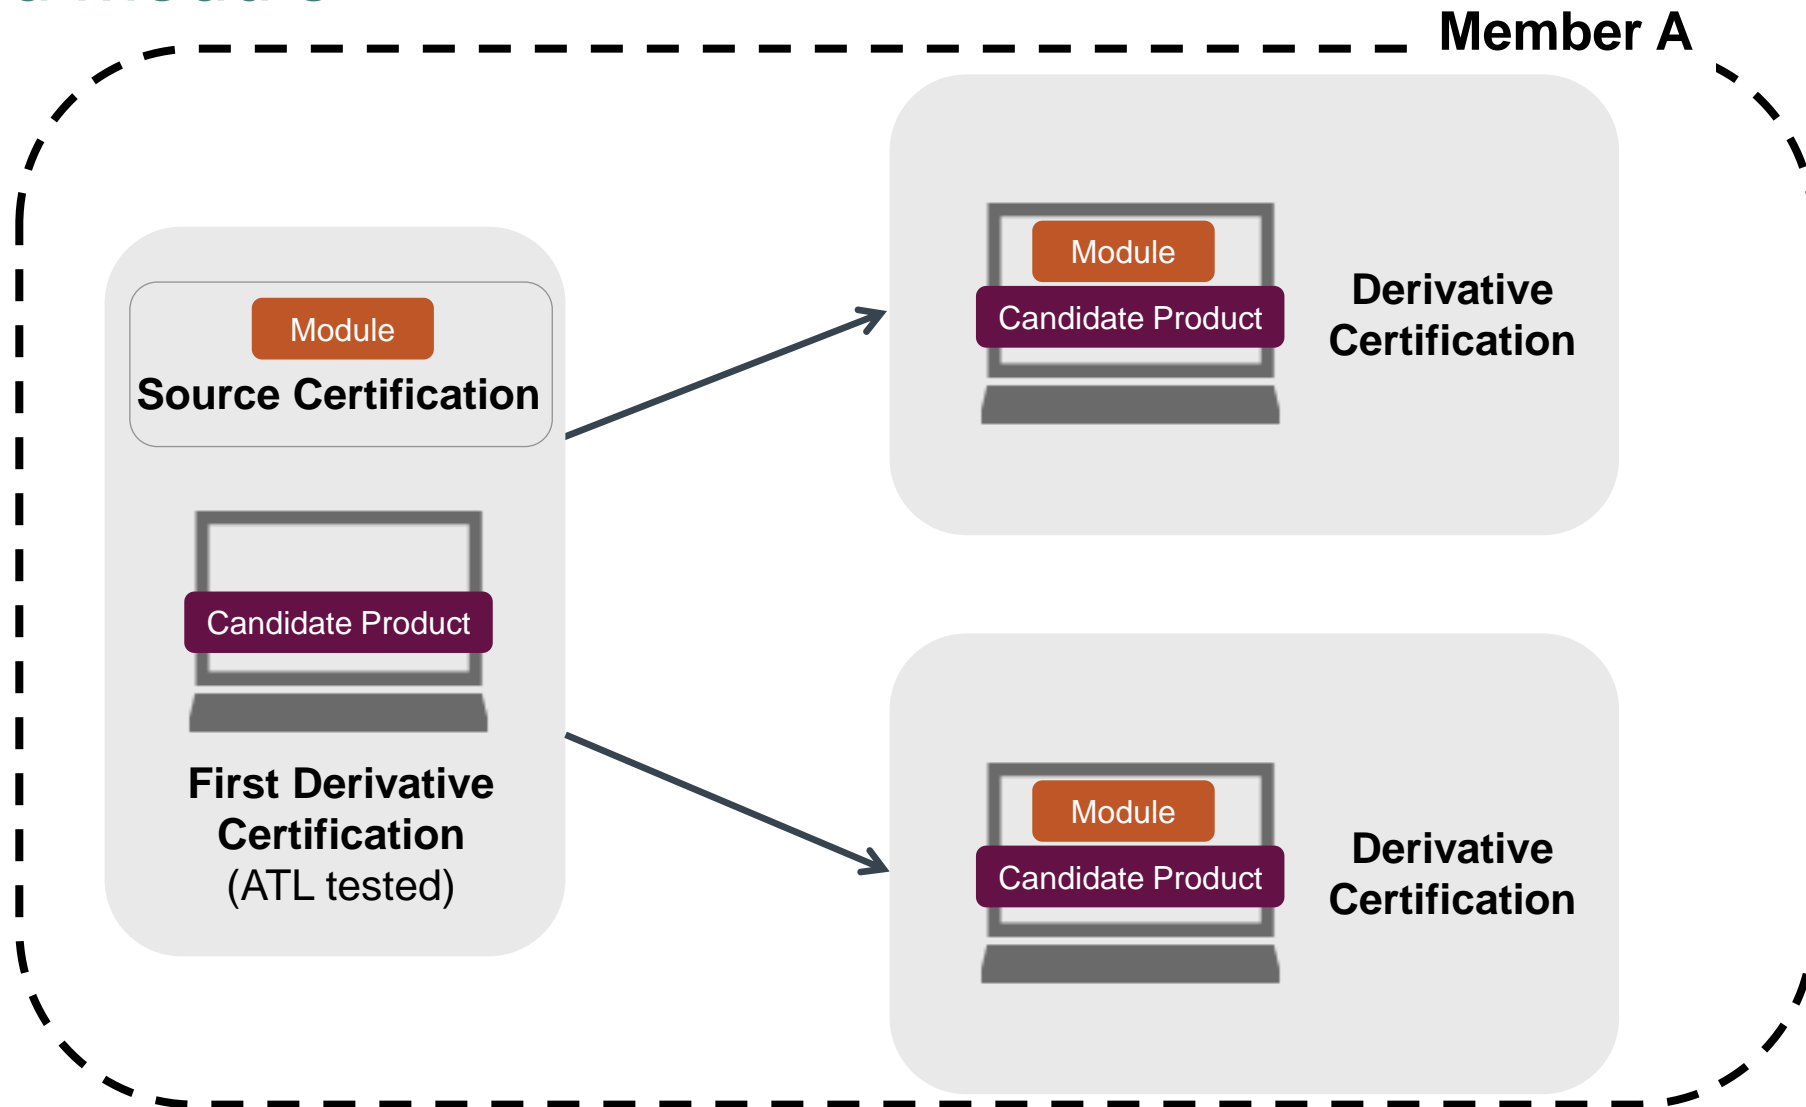 Member A
Module
Source Certification
Candidate Product
First Derivative
Certification
(ATL tested)
Module
Candidate Product
Derivative
Certification
Module
Candidate Product
Derivative
Certification